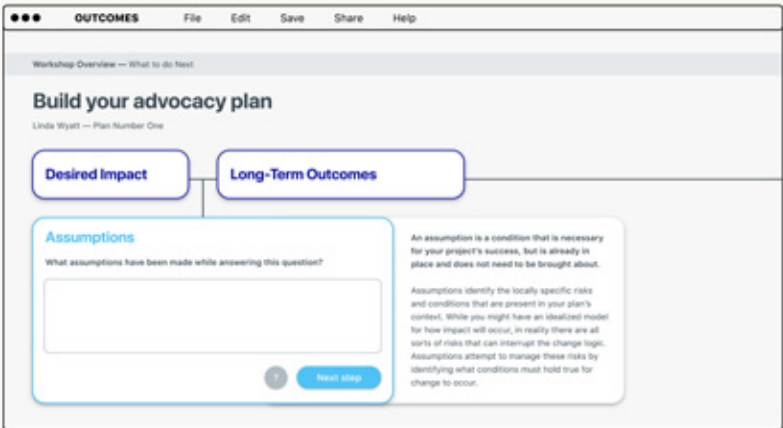 OUTCOMES File Edit Save Share Help
Workshop Overview — What to do Next
Build your advocacy plan
Linda Wyatt — Plan Number One
Desired Impact
Long-Term Outcomes
Assumptions
What assumptions have been made while answering this question?
?
Next step
An assumption is a condition that is necessary
for your project's success, but is already in
place and does not need to be brought about.
Assumptions identify the locally specific risks
and conditions that are present in your plan's
context. While you might have an idealized model
for how impact will occur, in reality there are all
sorts of risks that can interrupt the change logic.
Assumptions attempt to manage these risks by
identifying what conditions must hold true for
change to occur.